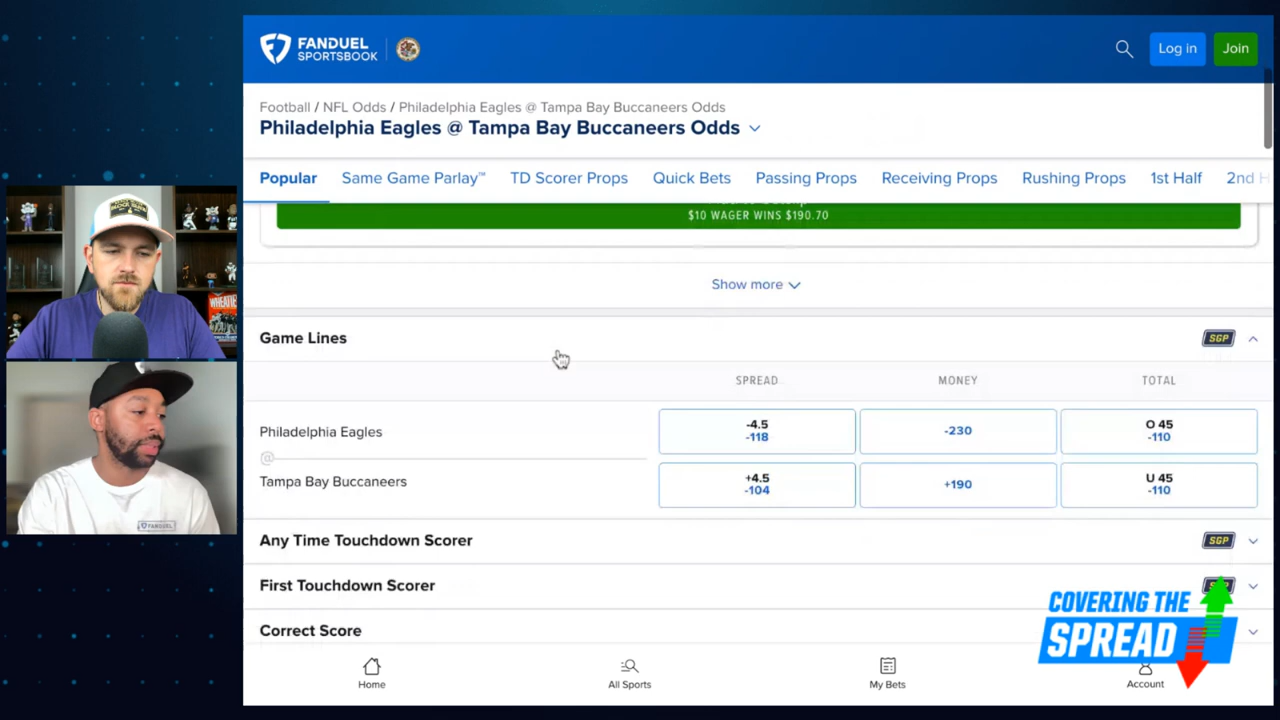 FANDUEL
SPORTSBOOK
Log in
Join
Football / NFL Odds / Philadelphia Eagles @ Tampa Bay Buccaneers Odds
Philadelphia Eagles @ Tampa Bay Buccaneers Odds
Popular Same Game Parlay™ TD Scorer Props Quick Bets Passing Props Receiving Props Rushing Props 1st Half 2nd H
$10 WAGER WINS $190.70
Show more
Game Lines SGP
SPREAD MONEY TOTAL
Philadelphia Eagles -4.5 -118 -230 O 45 -110
@
Tampa Bay Buccaneers +4.5 -104 +190 U 45 -110
Any Time Touchdown Scorer SGP
First Touchdown Scorer
Correct Score
COVERING THE
SPREAD
Home All Sports My Bets Account
WHEATIES
FANDUEL